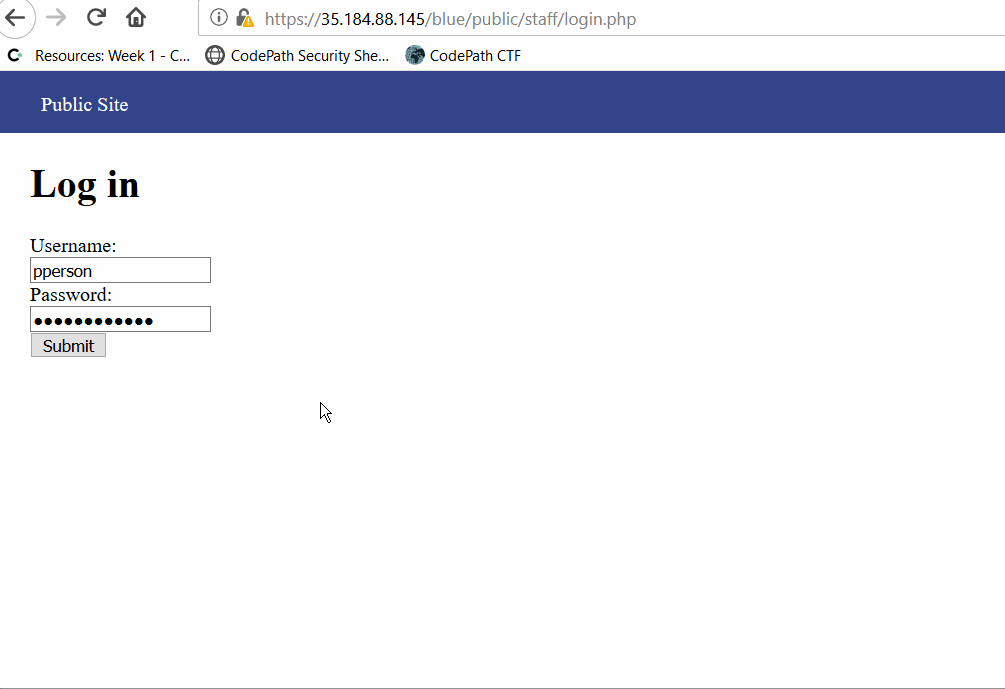 https://35.184.88.145/blue/public/staff/login.php
Resources: Week 1 - C... CodePath Security She... CodePath CTF
Public Site
Log in
Username:
pperson
Password:
••••••••••••
Submit